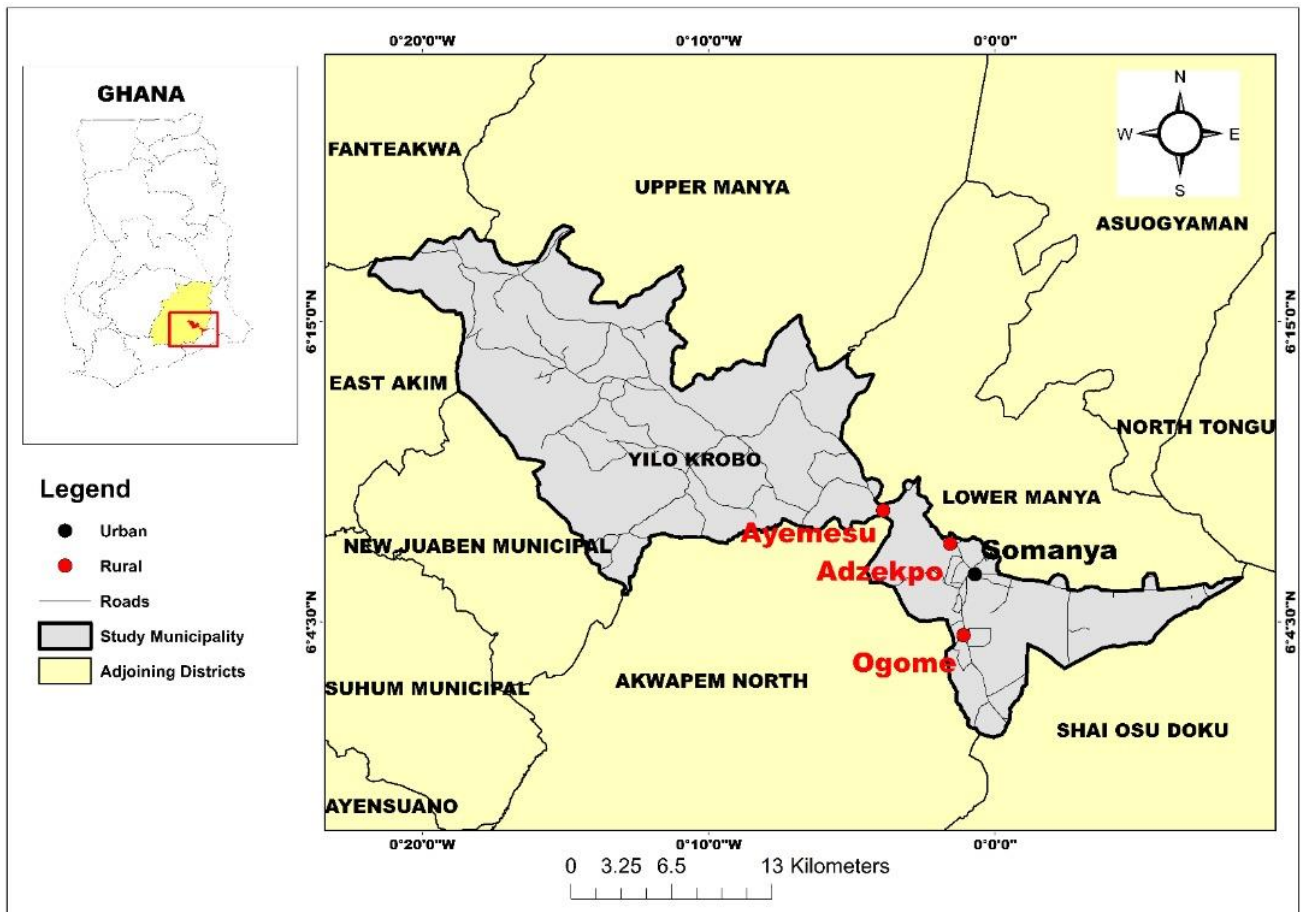 GHANA
Legend
Urban
Rural
Roads
Study Municipality
Adjoining Districts
0°20'0"W
0°10'0"W
0°0'0"
N
W
E
S
FANTEAKWA
UPPER MANYA
ASUOGYAMAN
6°15'0"N
6°15'0"N
EAST AKIM
NORTH TONGU
YILO KROBO
LOWER MANYA
Ayemesu
NEW JUABEN MUNICIPAL
Somanya
Adzekpo
6°4'30"N
6°4'30"N
Ogome
SUHUM MUNICIPAL
AKWAPEM NORTH
SHAI OSU DOKU
AYENSUANO
0°20'0"W
0°10'0"W
0°0'0"
0 3.25 6.5 13 Kilometers